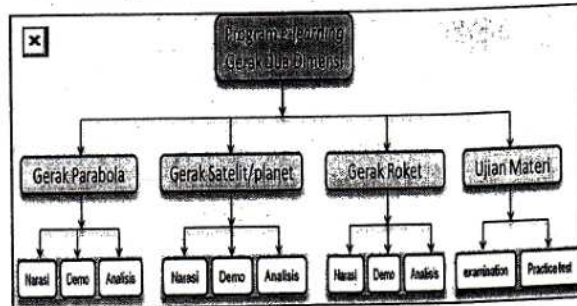 Program E-learning
Gerak Dua Dimensi
Gerak Parabola
Gerak Satelit/planet
Gerak Roket
Ujian Materi
Narasi
Demo
Analisis
Narasi
Demo
Analisis
Narasi
Demo
Analisis
examination
Practice test